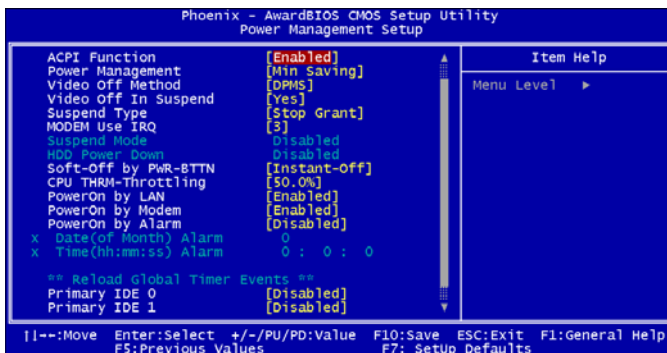 Phoenix - AwardBIOS CMOS Setup Utility
Power Management Setup
ACPI Function [Enabled]
Power Management [Min Saving]
Video Off Method [DPMS]
Video Off In Suspend [Yes]
Suspend Type [Stop Grant]
MODEM Use IRQ [3]
Suspend Mode Disabled
HDD Power Down Disabled
Soft-Off by PWR-BTTN [Instant-Off]
CPU THRM-Throttling [50.0%]
PowerOn by LAN [Enabled]
PowerOn by Modem [Enabled]
PowerOn by Alarm [Disabled]
x Date(of Month) Alarm 0
x Time(hh:mm:ss) Alarm 0 : 0 : 0
** Reload Global Timer Events **
Primary IDE 0 [Disabled]
Primary IDE 1 [Disabled]
Item Help
Menu Level ►
↑↓→←:Move Enter:Select +/-/PU/PD:Value F10:Save ESC:Exit F1:General Help
F5:Previous Values F7: SetUp Defaults